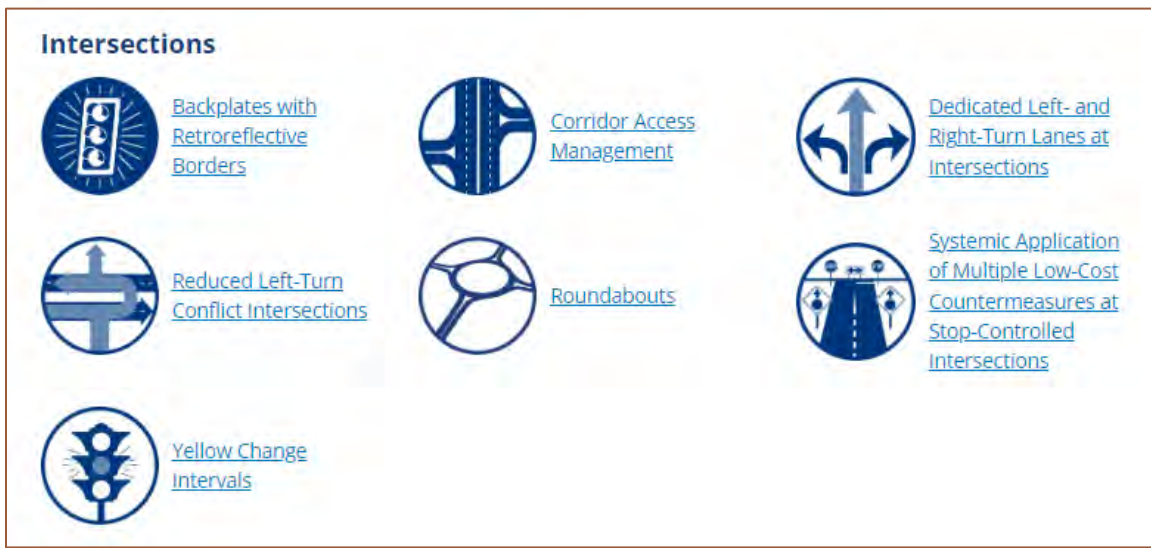 Intersections
Backplates with
Retroreflective
Borders
Corridor Access
Management
Dedicated Left- and
Right-Turn Lanes at
Intersections
Reduced Left-Turn
Conflict Intersections
Roundabouts
Systemic Application
of Multiple Low-Cost
Countermeasures at
Stop-Controlled
Intersections
Yellow Change
Intervals